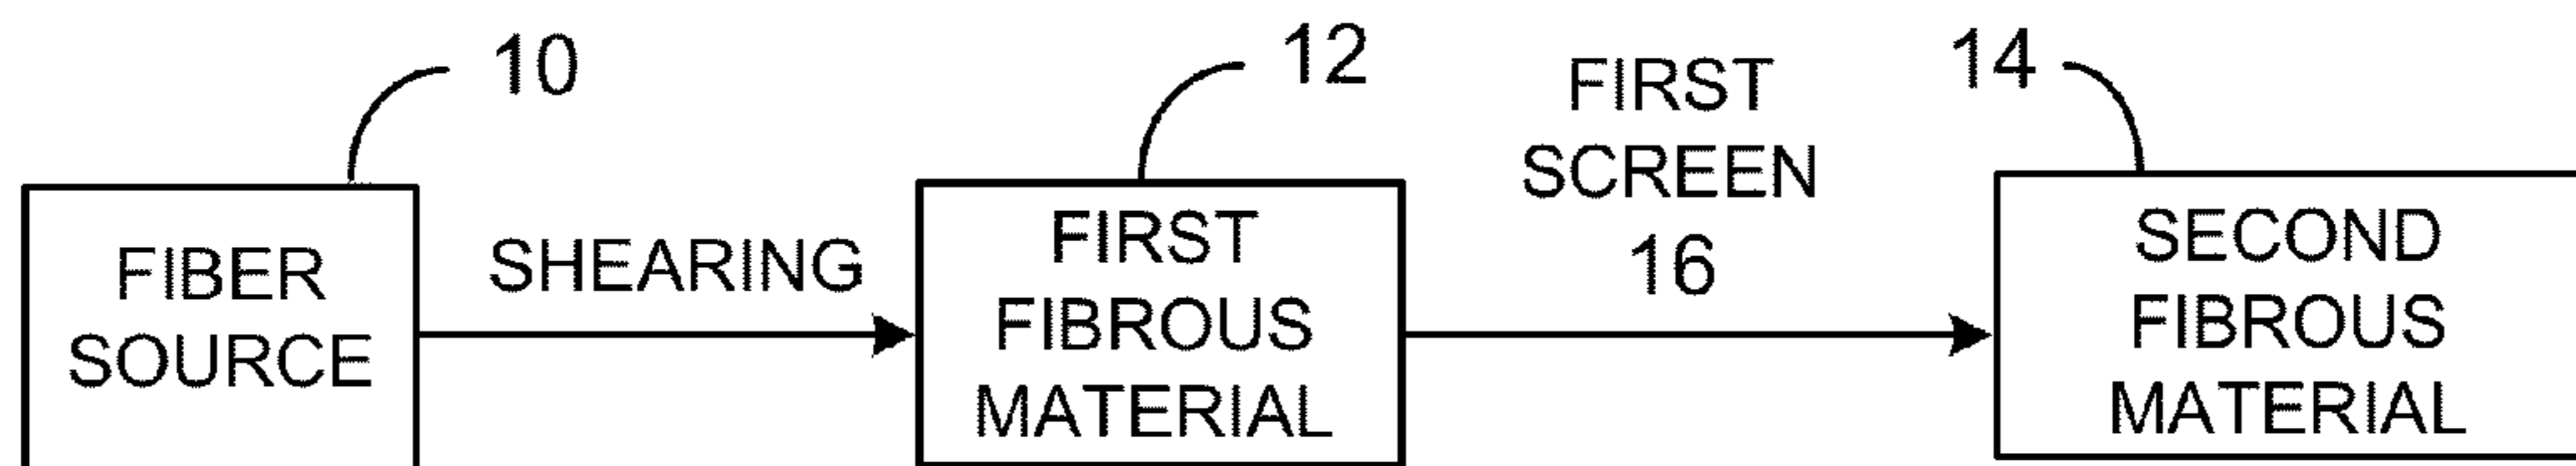 10
12
14
FIBER
SOURCE
SHEARING
FIRST
FIBROUS
MATERIAL
FIRST
SCREEN
16
SECOND
FIBROUS
MATERIAL